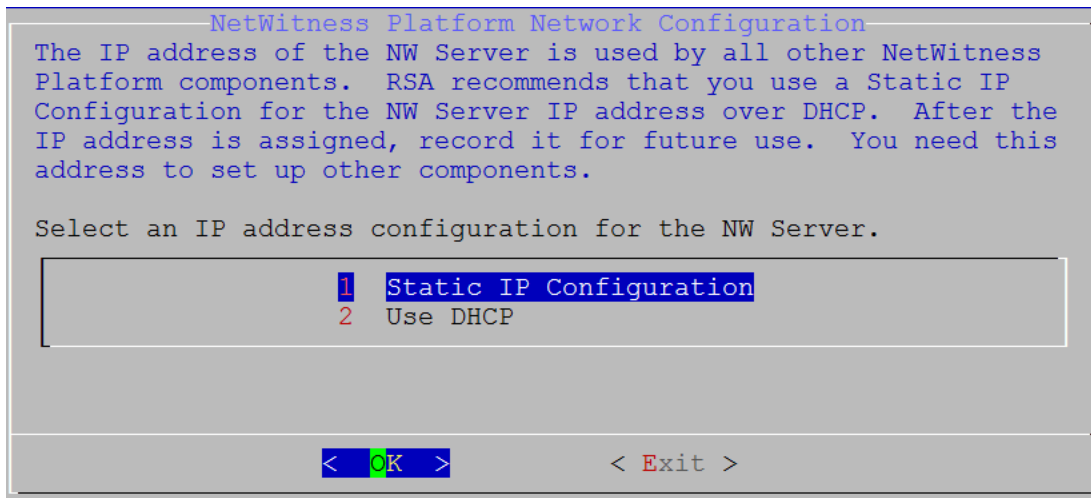 NetWitness Platform Network Configuration
The IP address of the NW Server is used by all other NetWitness
Platform components.  RSA recommends that you use a Static IP
Configuration for the NW Server IP address over DHCP.  After the
IP address is assigned, record it for future use.  You need this
address to set up other components.
Select an IP address configuration for the NW Server.
1  Static IP Configuration
2  Use DHCP
<  OK  >  < Exit >